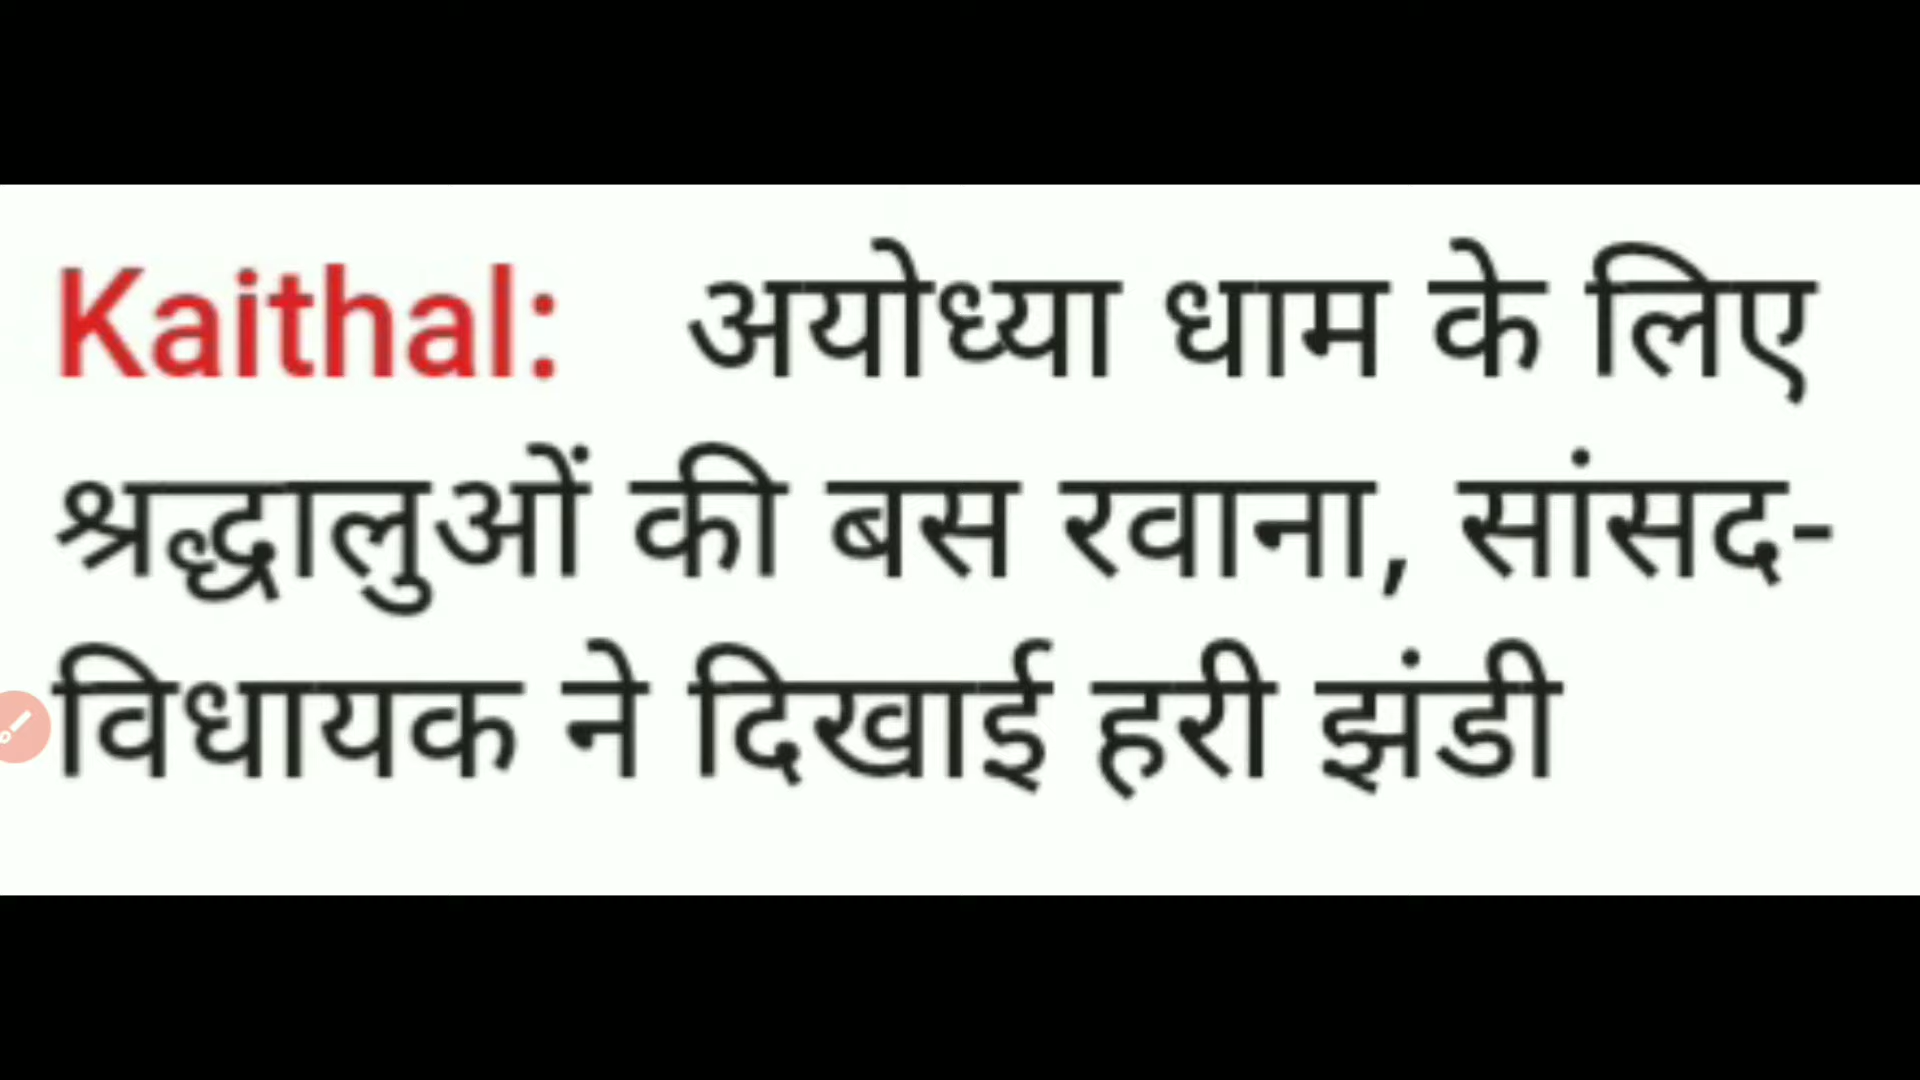 Kaithal: अयोध्या धाम के लिए
श्रद्धालुओं की बस रवाना, सांसद-
विधायक ने दिखाई हरी झंडी